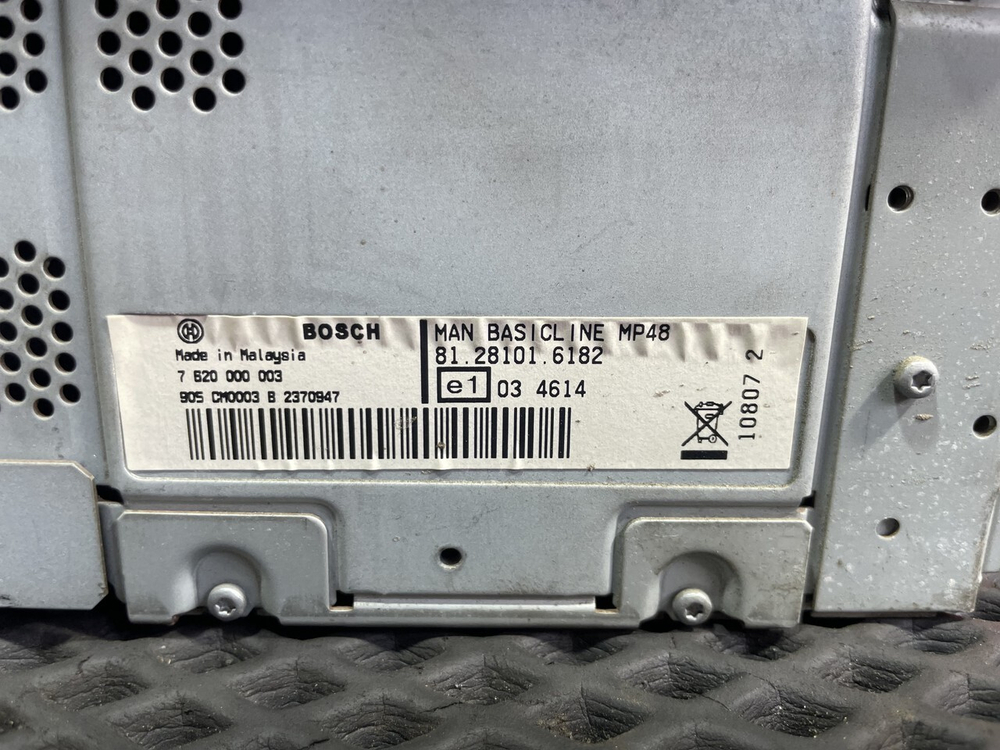 BOSCH
Made in Malaysia
7 620 000 003
905 CM0003 B 2370947
MAN BASICLINE MP48
81.28101.6182
e1 03 4614
10807 2